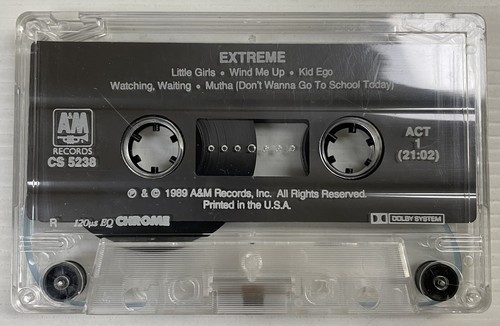 EXTREME
Little Girls • Wind Me Up • Kid Ego
Watching, Waiting • Mutha (Don't Wanna Go To School Today)
A&M
RECORDS
CS 5238
ACT
1
(21:02)
℗ & © 1989 A&M Records, Inc. All Rights Reserved.
Printed in the U.S.A.
R 120µs EQ CHROME
DOLBY SYSTEM